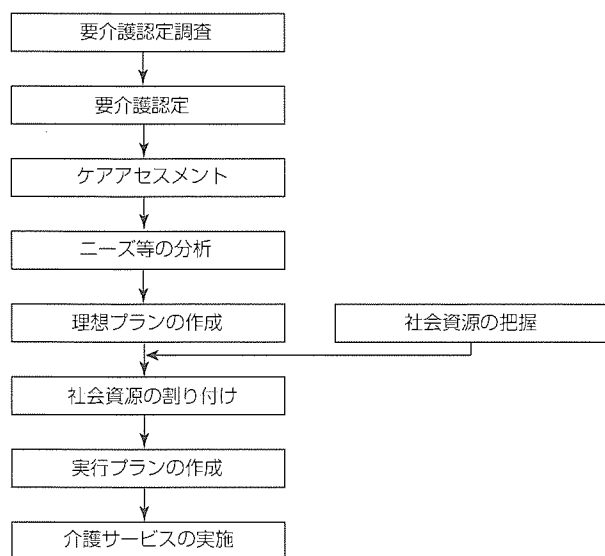 要介護認定調査
要介護認定
ケアアセスメント
ニーズ等の分析
理想プランの作成
社会資源の把握
社会資源の割り付け
実行プランの作成
介護サービスの実施